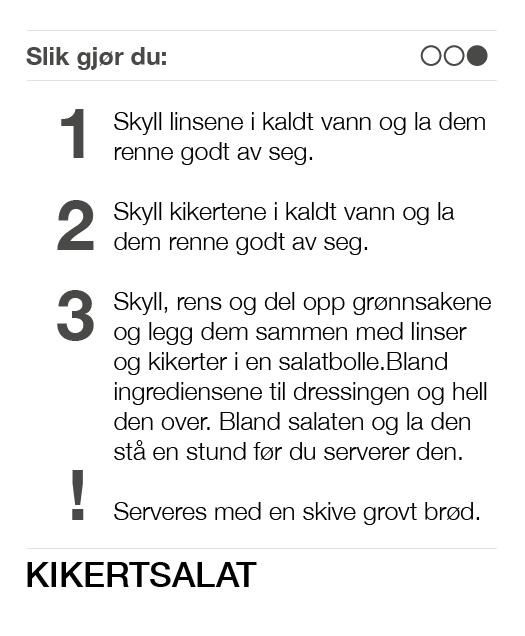 Slik gjør du:
1 Skyll linsene i kaldt vann og la dem
renne godt av seg.
2 Skyll kikertene i kaldt vann og la
dem renne godt av seg.
3 Skyll, rens og del opp grønnsakene
og legg dem sammen med linser
og kikerter i en salatbolle.Bland
ingrediensene til dressingen og hell
den over. Bland salaten og la den
stå en stund før du serverer den.
! Serveres med en skive grovt brød.
KIKERTSALAT